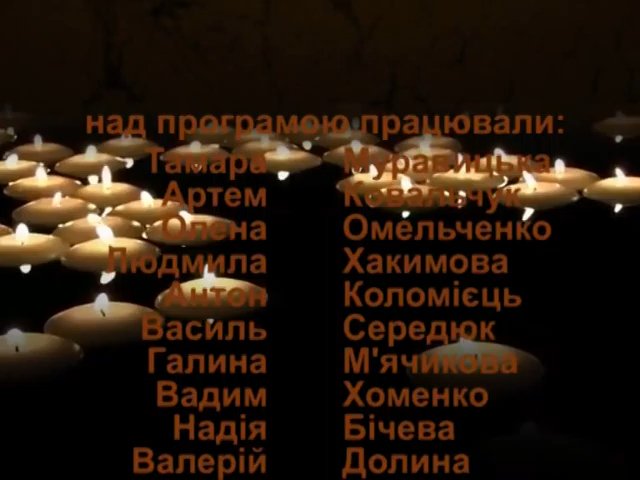 над програмою працювали:
Тамара Муравицька
Артем Ковальчук
Олена Омельченко
Людмила Хакимова
Антон Коломієць
Василь Середюк
Галина М'ячикова
Вадим Хоменко
Надія Бічева
Валерій Долина